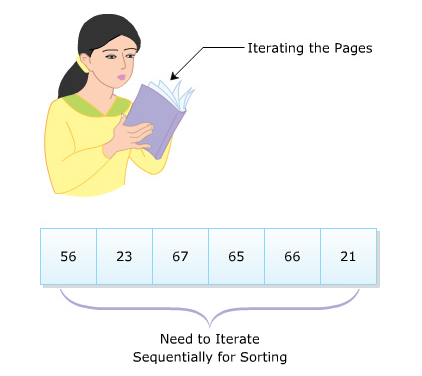 Iterating the Pages
56 23 67 65 66 21
Need to Iterate
Sequentially for Sorting